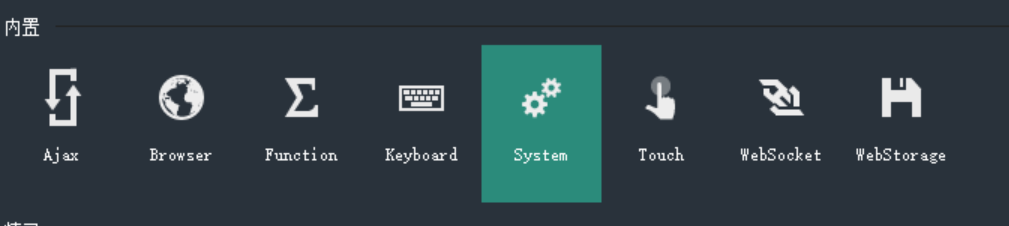 内置
Ajax Browser Function Keyboard System Touch WebSocket WebStorage